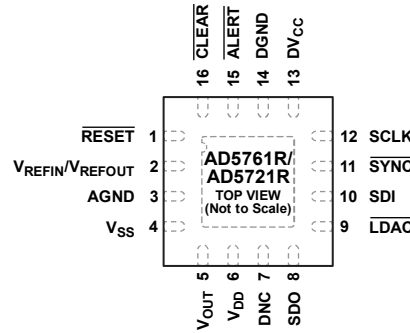 CLEAR
ALERT
DGND
DVCC
16
15
14
13
RESET 1
VREFIN/VREFOUT 2
AGND 3
VSS 4
AD5761R/
AD5721R
TOP VIEW
(Not to Scale)
12 SCLK
11 SYNC
10 SDI
9 LDAC
5
6
7
8
VOUT
VDD
DNC
SDO